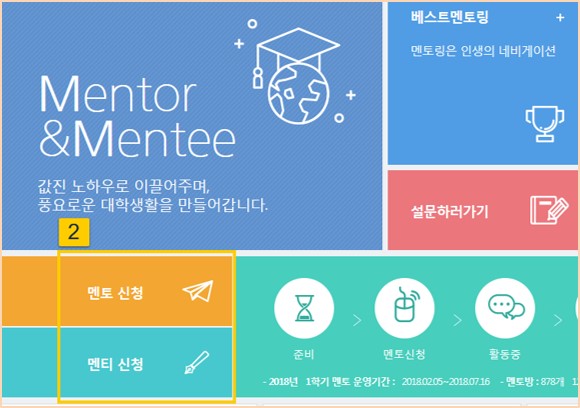 베스트멘토링 +
멘토링은 인생의 네비게이션
Mentor
&Mentee
값진 노하우로 이끌어주며,
풍요로운 대학생활을 만들어갑니다.
설문하러가기
2
멘토 신청
멘티 신청
준비
멘토신청
활동중
- 2018년 1학기 멘토 운영기간 : 2018.02.05~2018.07.16 - 멘토방 : 878개